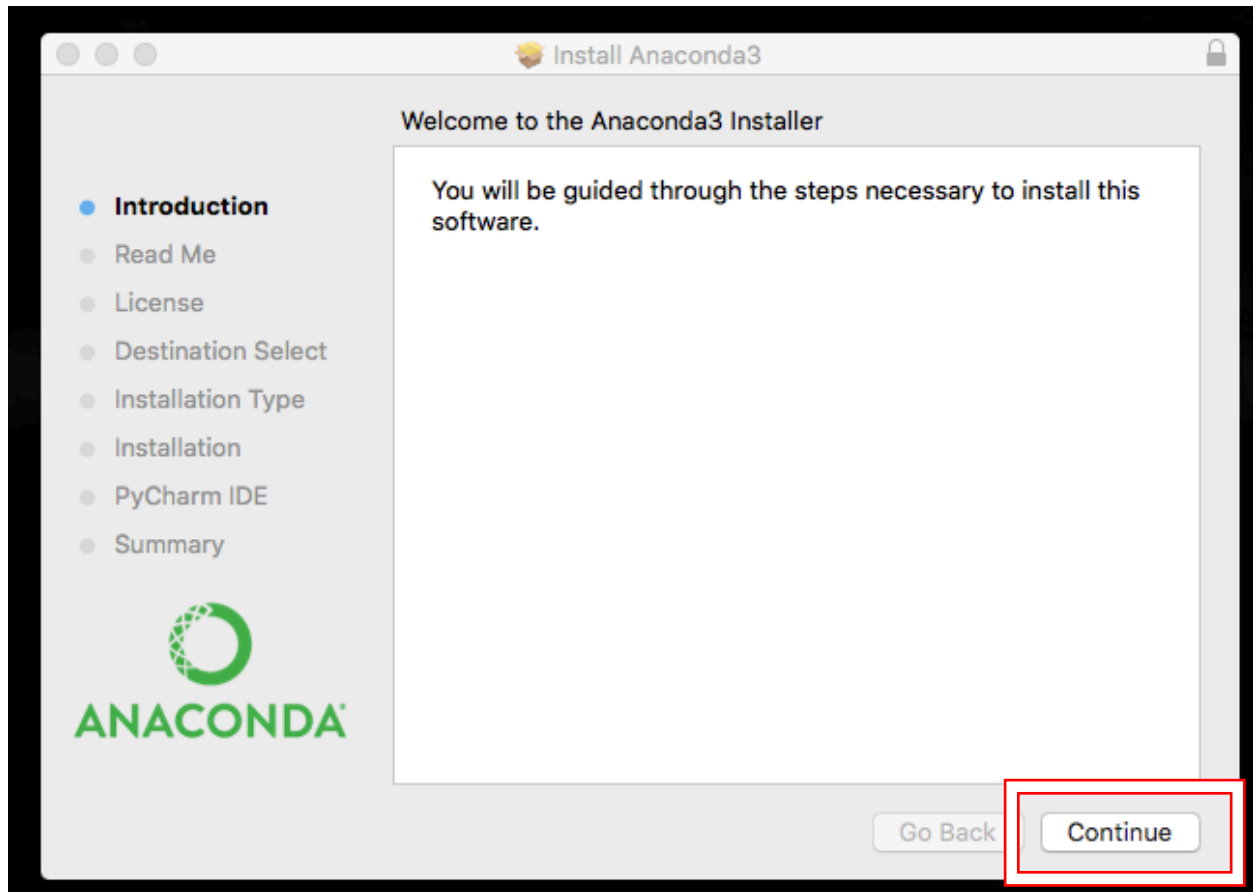 Install Anaconda3
Welcome to the Anaconda3 Installer
You will be guided through the steps necessary to install this
software.
Introduction
Read Me
License
Destination Select
Installation Type
Installation
PyCharm IDE
Summary
ANACONDA®
Go Back
Continue